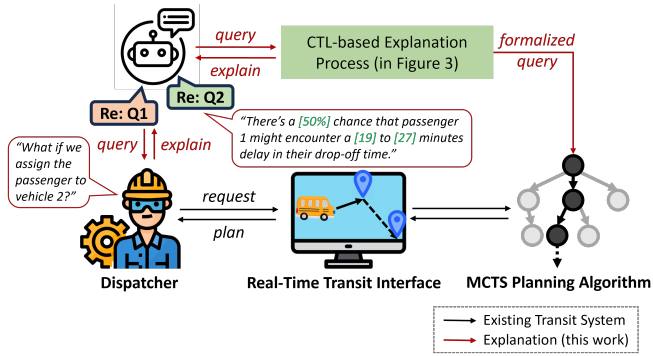 query
explain
CTL-based Explanation
Process (in Figure 3)
formalized
query
Re: Q1
Re: Q2
"There's a [50%] chance that passenger
1 might encounter a [19] to [27] minutes
delay in their drop-off time."
query
explain
"What if we
assign the
passenger to
vehicle 2?"
request
plan
Dispatcher
Real-Time Transit Interface
MCTS Planning Algorithm
Existing Transit System
Explanation (this work)